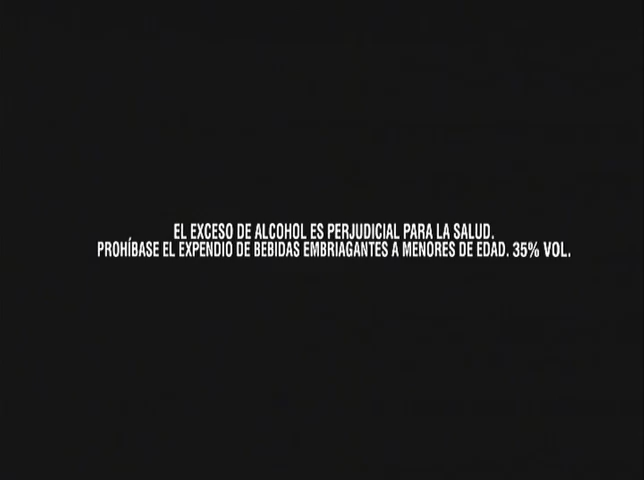 EL EXCESO DE ALCOHOL ES PERJUDICIAL PARA LA SALUD.
PROHÍBASE EL EXPENDIO DE BEBIDAS EMBRIAGANTES A MENORES DE EDAD. 35% VOL.